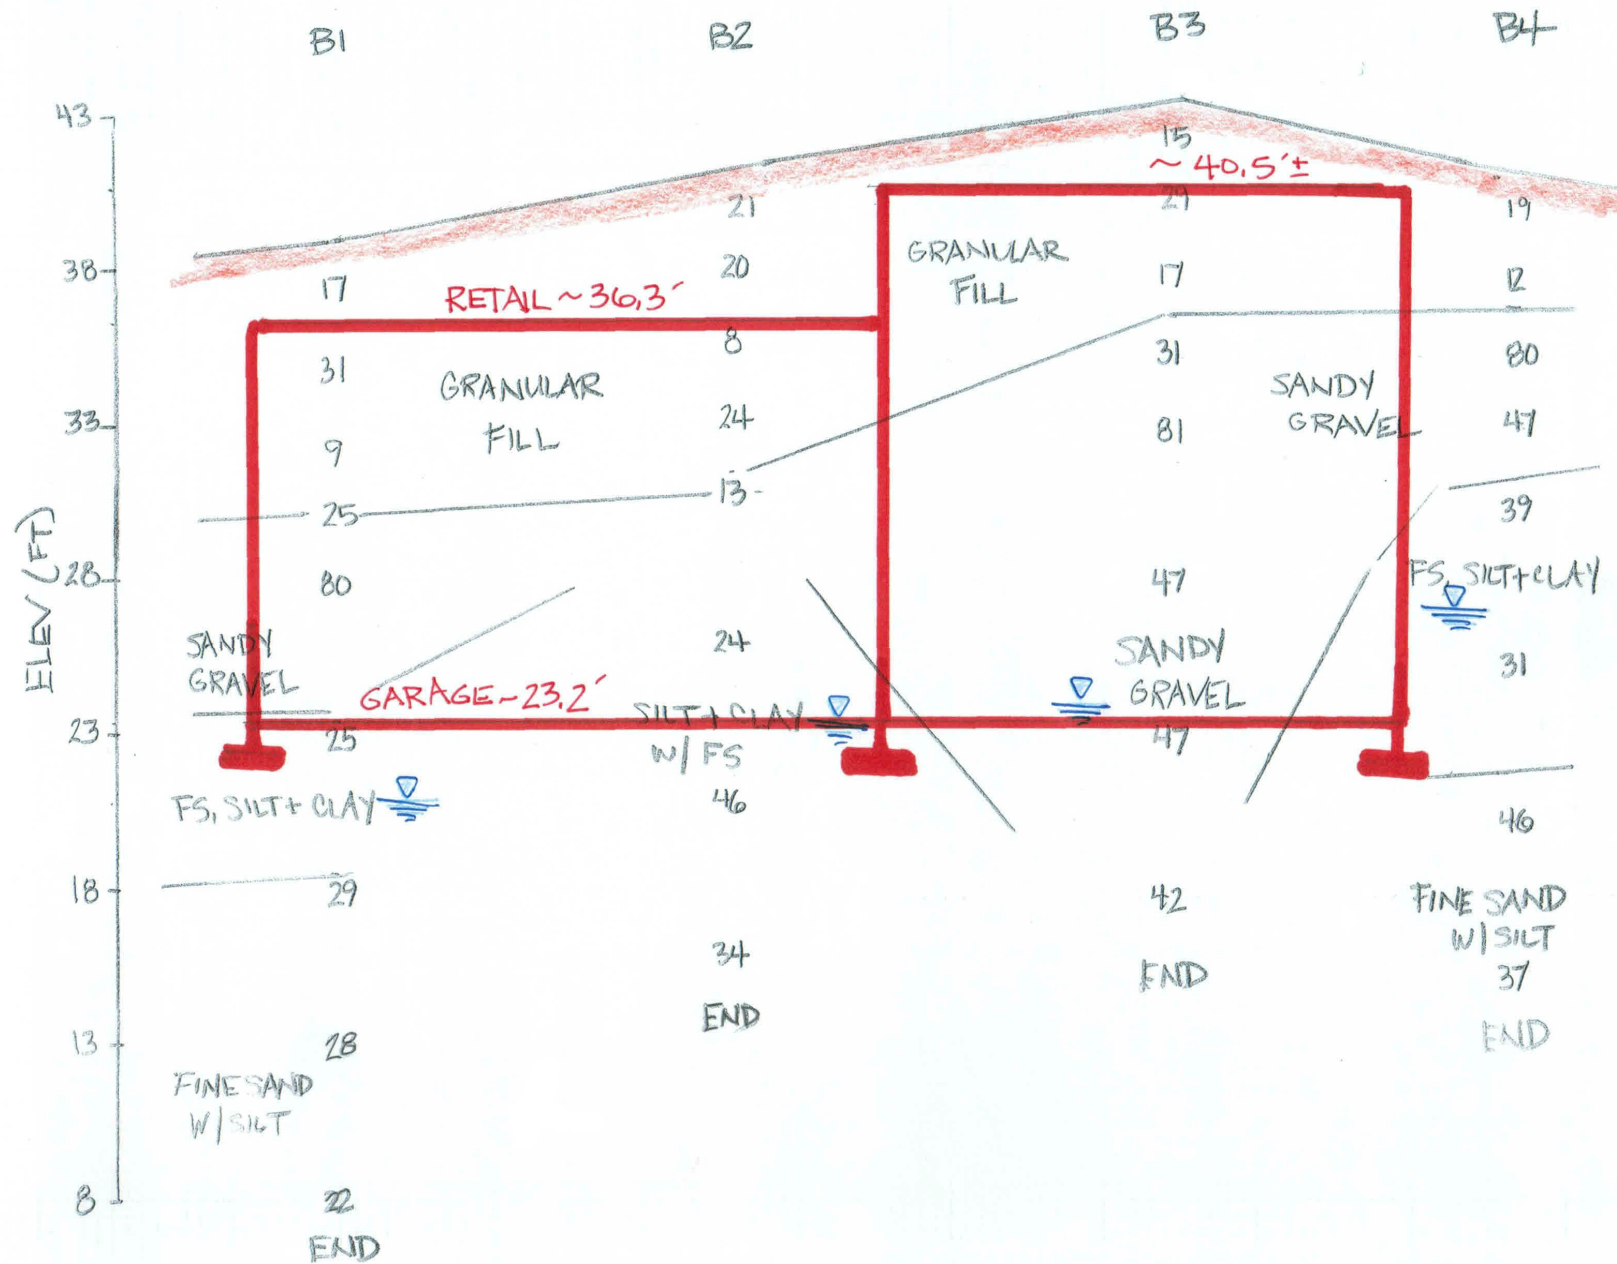 B1
B2
B3
B4
43
38
33
28
23
18
13
8
ELEV (FT)
17
31
9
25
80
25
29
28
22
END
21
20
8
24
13
24
46
34
END
15
~ 40.5'±
29
17
31
81
47
47
42
END
19
12
80
47
39
31
46
37
END
RETAIL ~ 36.3'
GRANULAR
FILL
GRANULAR
FILL
SANDY
GRAVEL
SANDY
GRAVEL
GARAGE ~ 23.2'
SILT + CLAY
W/ FS
SANDY
GRAVEL
FS, SILT + CLAY
FS, SILT + CLAY
FINE SAND
W/ SILT
FINE SAND
W/ SILT